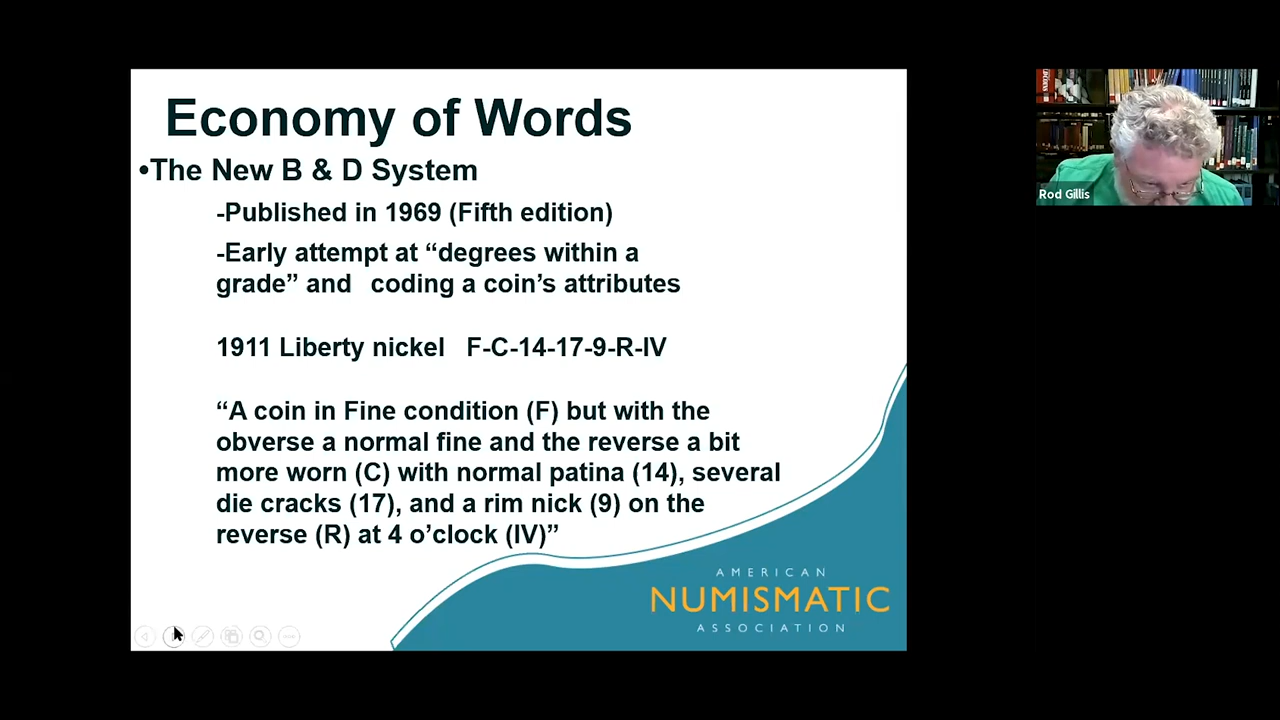 Economy of Words
•The New B & D System
-Published in 1969 (Fifth edition)
-Early attempt at “degrees within a
grade” and coding a coin’s attributes
1911 Liberty nickel F-C-14-17-9-R-IV
“A coin in Fine condition (F) but with the
obverse a normal fine and the reverse a bit
more worn (C) with normal patina (14), several
die cracks (17), and a rim nick (9) on the
reverse (R) at 4 o’clock (IV)”
AMERICAN
NUMISMATIC
ASSOCIATION
Rod Gillis